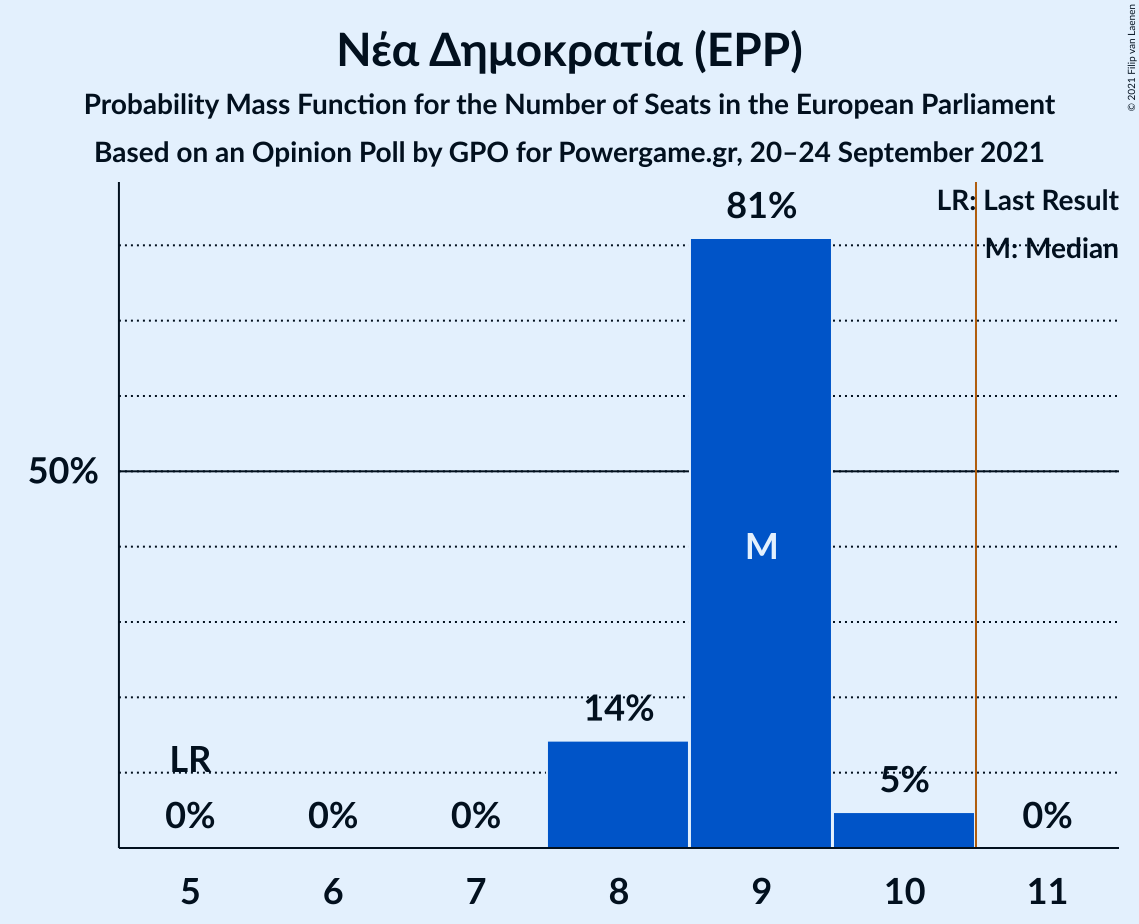 Νέα Δημοκρατία (EPP)
Probability Mass Function for the Number of Seats in the European Parliament
Based on an Opinion Poll by GPO for Powergame.gr, 20–24 September 2021
© 2021 Filip van Laenen
LR: Last Result
M: Median
81%
50%
M
14%
LR
5%
0%
0%
0%
0%
5
6
7
8
9
10
11